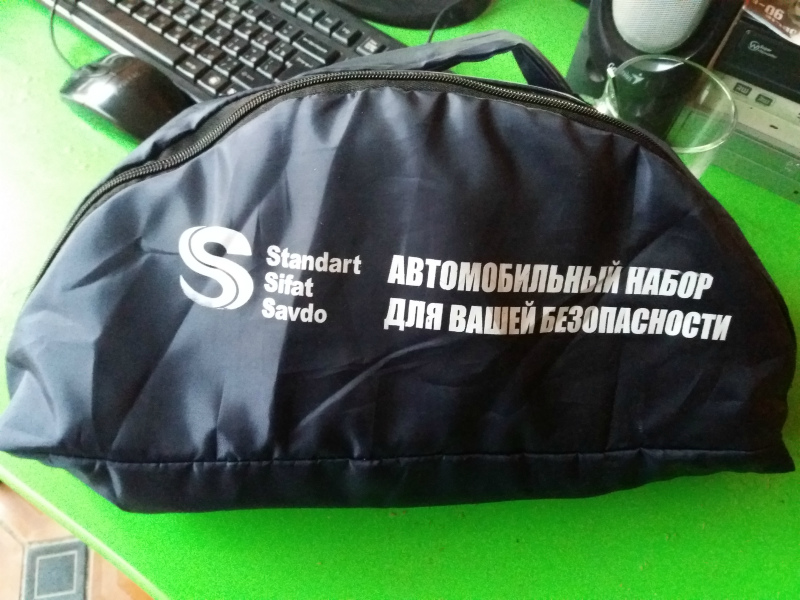 Standart
Sifat
Savdo
АВТОМОБИЛЬНЫЙ НАБОР
ДЛЯ ВАШЕЙ БЕЗОПАСНОСТИ